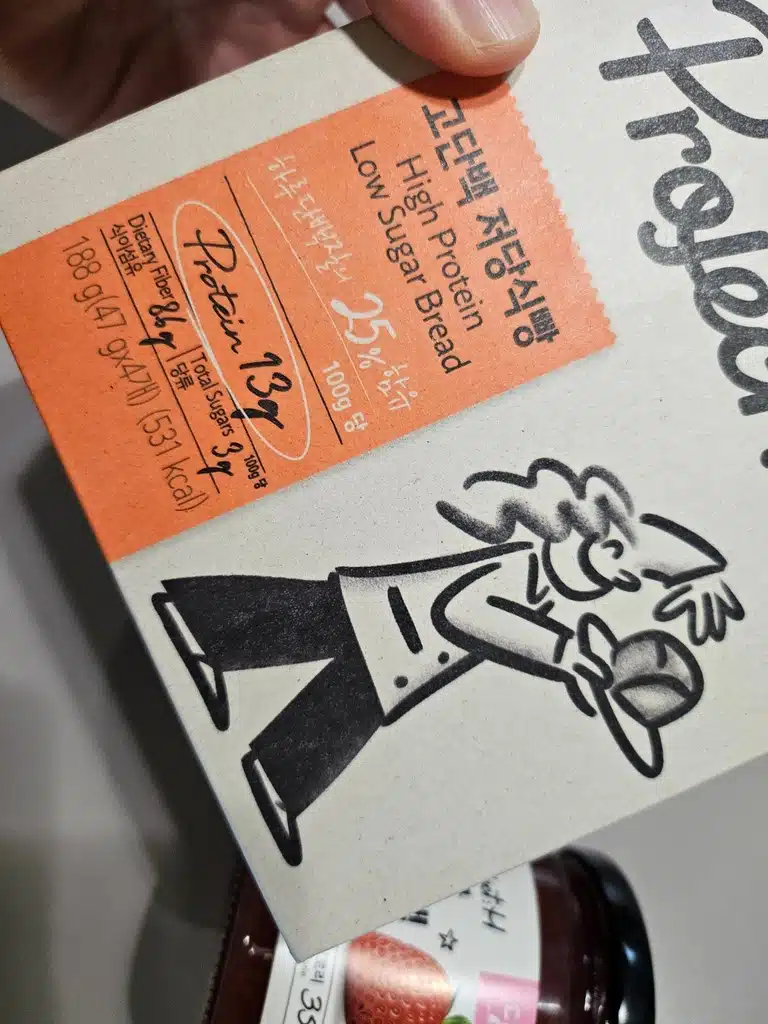 고단백 저당식빵
High Protein
Low Sugar Bread
100g 당
25%
Protein 13g
100g 당
Dietary Fiber 8.6g | Total Sugars 3g
식이섬유 당류
188 g(47 gX4개) (531 kcal)